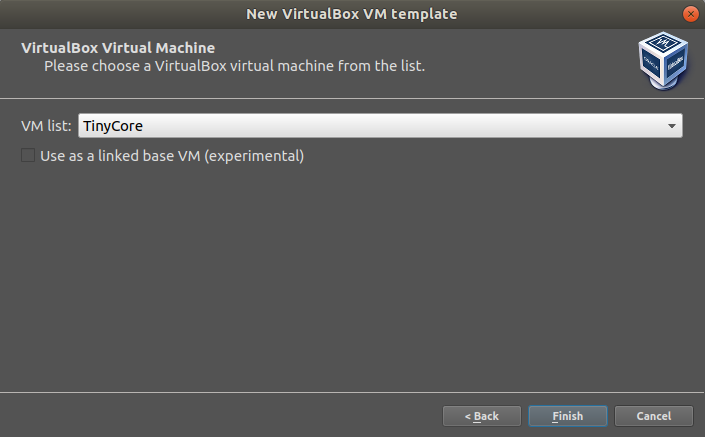 New VirtualBox VM template
VirtualBox Virtual Machine
Please choose a VirtualBox virtual machine from the list.
VM list: TinyCore
Use as a linked base VM (experimental)
< Back Finish Cancel